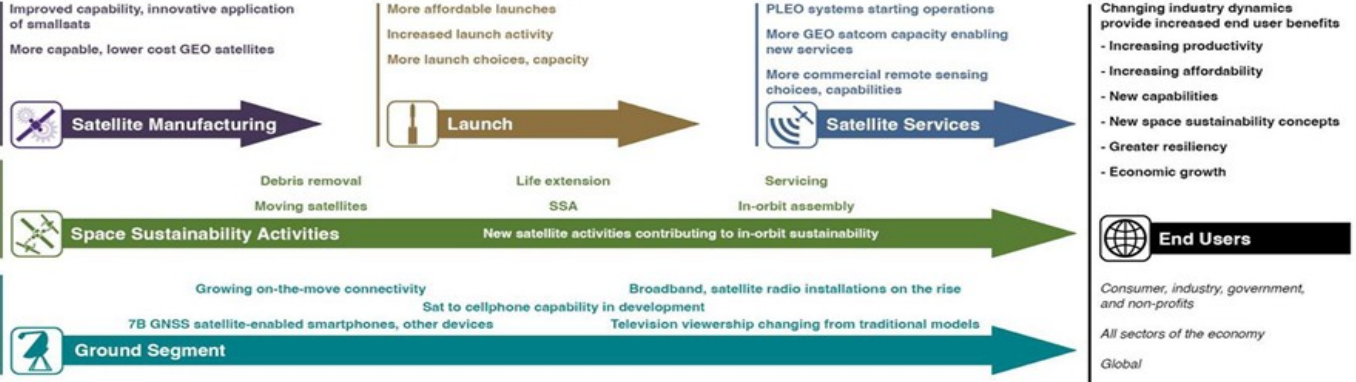 Improved capability, innovative application
of smallsats
More capable, lower cost GEO satellites
Satellite Manufacturing
More affordable launches
Increased launch activity
More launch choices, capacity
Launch
PLEO systems starting operations
More GEO satcom capacity enabling
new services
More commercial remote sensing
choices, capabilities
Satellite Services
Debris removal
Life extension
Servicing
Moving satellites
SSA
In-orbit assembly
Space Sustainability Activities
New satellite activities contributing to in-orbit sustainability
Growing on-the-move connectivity
Broadband, satellite radio installations on the rise
Sat to cellphone capability in development
7B GNSS satellite-enabled smartphones, other devices
Television viewership changing from traditional models
Ground Segment
Changing industry dynamics
provide increased end user benefits
- Increasing productivity
- Increasing affordability
- New capabilities
- New space sustainability concepts
- Greater resiliency
- Economic growth
End Users
Consumer, industry, government,
and non-profits
All sectors of the economy
Global